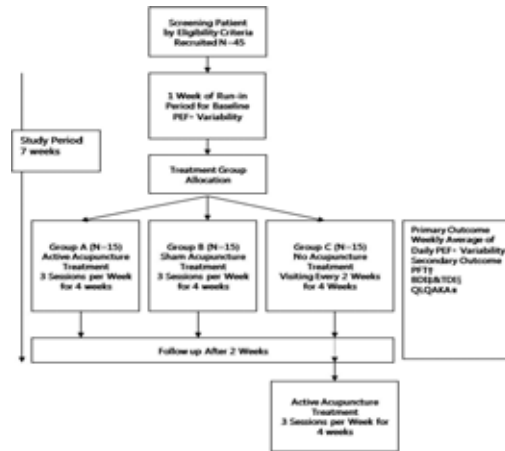 Screening Patient
by Eligibility Criteria
Recruited N=45
1 Week of Run-in
Period for Baseline
PEF* Variability
Study Period
7 weeks
Treatment Group
Allocation
Group A (N=15)
Active Acupuncture
Treatment
3 Sessions per Week
for 4 weeks
Group B (N=15)
Sham Acupuncture
Treatment
3 Sessions per Week
for 4 weeks
Group C (N=15)
No Acupuncture
Treatment
Visiting Every 2 Weeks
for 4 Weeks
Primary Outcome
Weekly Average of
Daily PEF* Variability
Secondary Outcome
PFT†
BDI‡&TDI§
QLQAKA
Follow up After 2 Weeks
Active Acupuncture
Treatment
3 Sessions per Week for
4 weeks